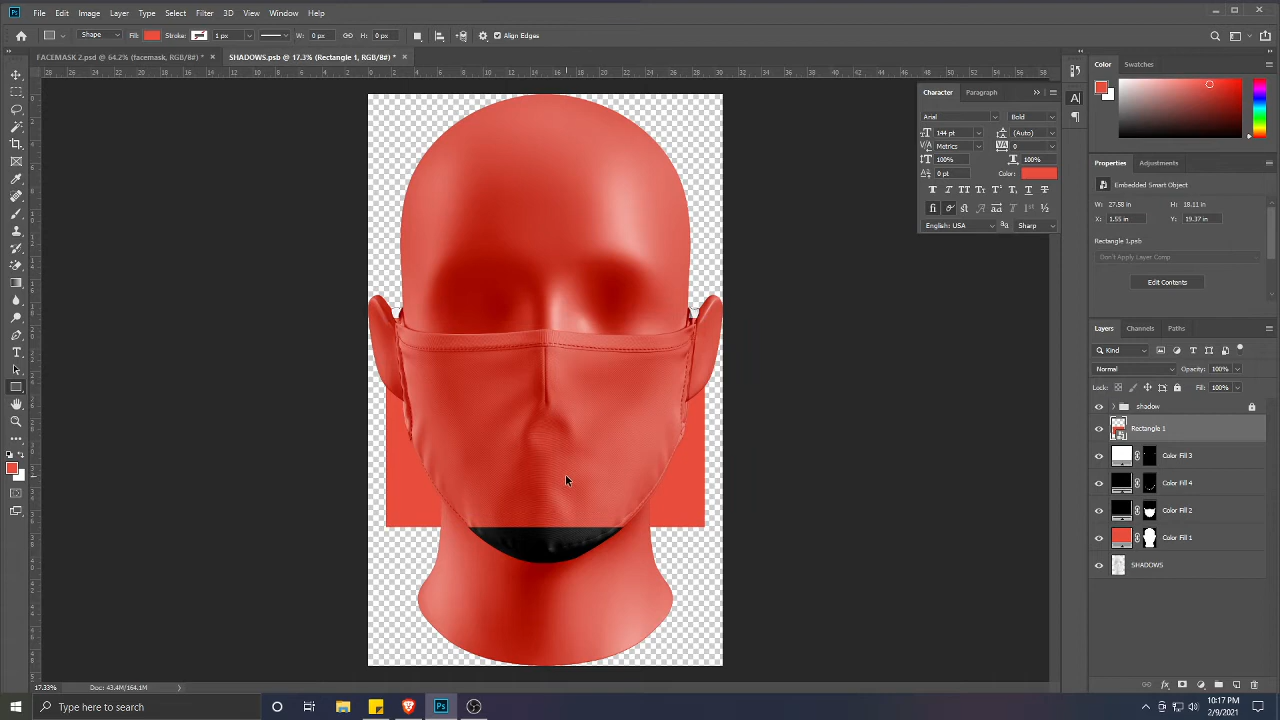 File Edit Image Layer Type Select Filter 3D View Window Help
Shape Fill: Stroke: 1 px W: 0 px H: 0 px Align Edges
FACEMASK 2.psd @ 64.2% (facemask, RGB/8#) * × SHADOWS.psb @ 17.3% (Rectangle 1, RGB/8#) * ×
Color Swatches
Character Paragraph
Arial Bold
144 pt (Auto)
Metrics 0
100% 100%
0 pt Color:
English: USA Sharp
Properties Adjustments
Embedded Smart Object
W: 27.58 in H: 18.11 in
X: 1.55 in Y: 19.37 in
Rectangle 1.psb
Don't Apply Layer Comp
Edit Contents
Layers Channels Paths
Kind
Normal Opacity: 100%
Lock: Fill: 100%
shadow
Rectangle 1
Color Fill 3
Color Fill 4
Color Fill 2
Color Fill 1
SHADOWS
17.33% Doc: 43.4M/164.1M
Type here to search
10:17 PM
2/9/2021